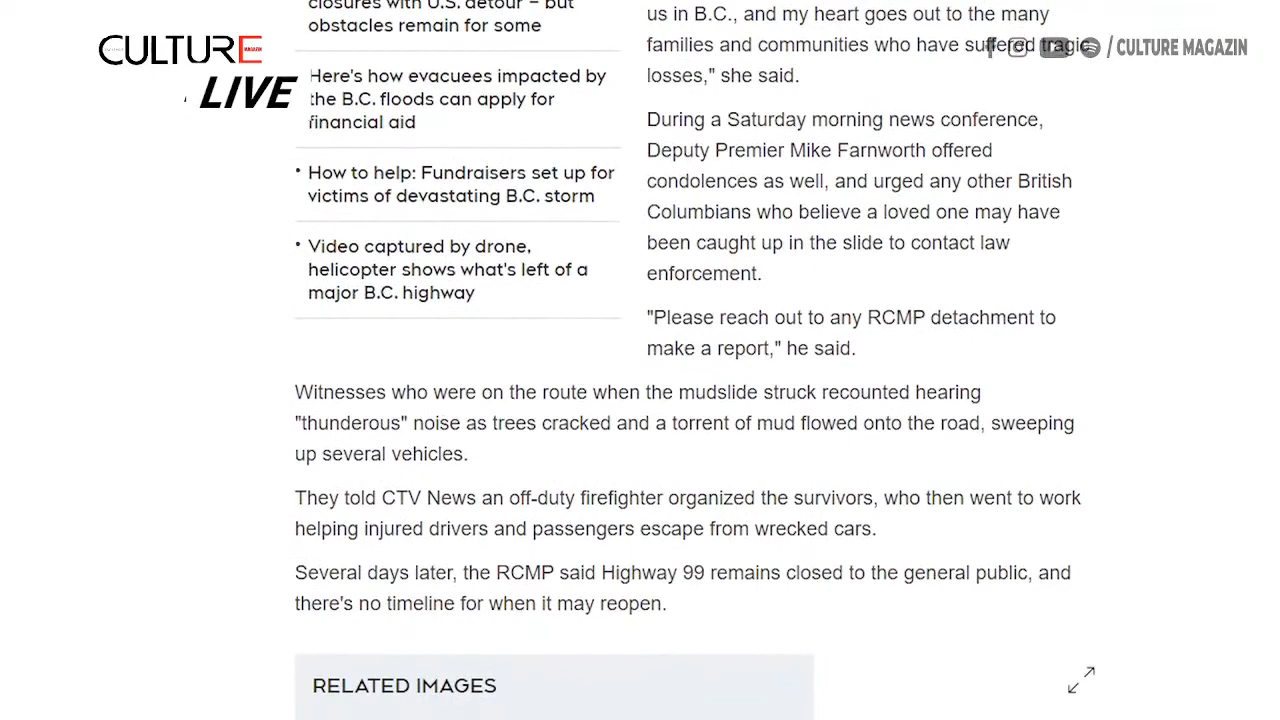 CULTURE
LIVE
/ CULTURE MAGAZIN
closures with U.S. detour – but
obstacles remain for some
Here's how evacuees impacted by
the B.C. floods can apply for
financial aid
• How to help: Fundraisers set up for
victims of devastating B.C. storm
• Video captured by drone,
helicopter shows what's left of a
major B.C. highway
us in B.C., and my heart goes out to the many
families and communities who have suffered tragic
losses," she said.
During a Saturday morning news conference,
Deputy Premier Mike Farnworth offered
condolences as well, and urged any other British
Columbians who believe a loved one may have
been caught up in the slide to contact law
enforcement.
"Please reach out to any RCMP detachment to
make a report," he said.
Witnesses who were on the route when the mudslide struck recounted hearing
"thunderous" noise as trees cracked and a torrent of mud flowed onto the road, sweeping
up several vehicles.
They told CTV News an off-duty firefighter organized the survivors, who then went to work
helping injured drivers and passengers escape from wrecked cars.
Several days later, the RCMP said Highway 99 remains closed to the general public, and
there's no timeline for when it may reopen.
RELATED IMAGES